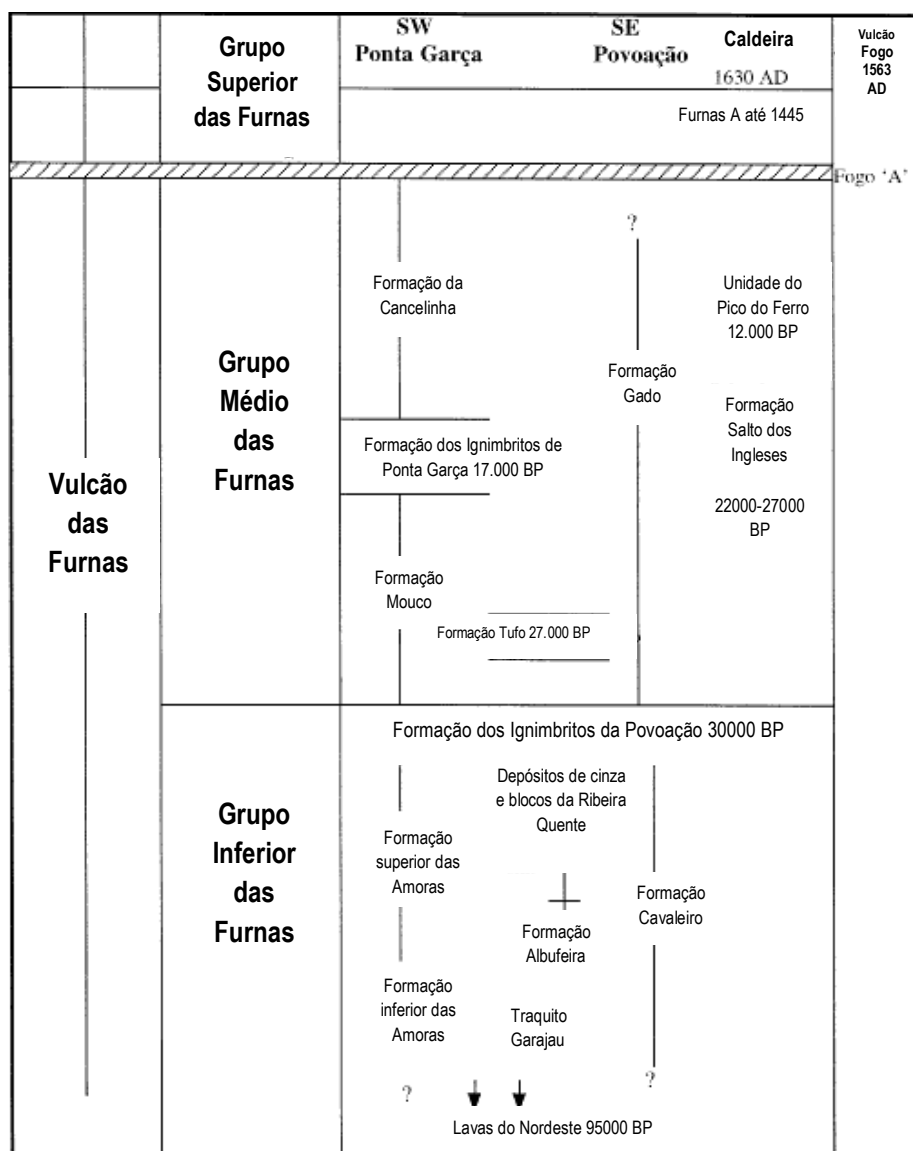 Grupo
Superior
das Furnas
SW
Ponta Garça
SE
Povoação
Caldeira
1630 AD
Vulcão
Fogo
1563
AD
Furnas A até 1445
Fogo ‘A’
Vulcão
das
Furnas
Grupo
Médio
das
Furnas
Formação da
Cancelinha
?
Formação
Gado
Unidade do
Pico do Ferro
12.000 BP
Formação
Salto dos
Ingleses
22000-27000
BP
Formação dos Ignimbritos de
Ponta Garça 17.000 BP
Formação
Mouco
Formação Tufo 27.000 BP
Grupo
Inferior
das
Furnas
Formação dos Ignimbritos da Povoação 30000 BP
Formação
superior das
Amoras
Depósitos de cinza
e blocos da Ribeira
Quente
Formação
Cavaleiro
Formação
Albufeira
Formação
inferior das
Amoras
Traquito
Garajau
?
?
Lavas do Nordeste 95000 BP